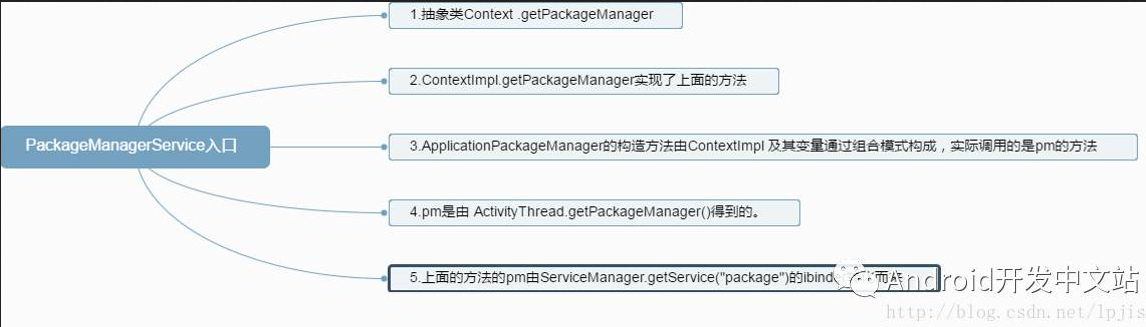 1.抽象类Context .getPackageManager
2.ContextImpl.getPackageManager实现了上面的方法
PackageManagerService入口
3.ApplicationPackageManager的构造方法由ContextImpl 及其变量通过组合模式构成，实际调用的是pm的方法
4.pm是由 ActivityThread.getPackageManager()得到的。
5.上面的方法的pm由ServiceManager.getService("package")的ibind
Android开发中文站
http://blog.csdn.net/lpjis